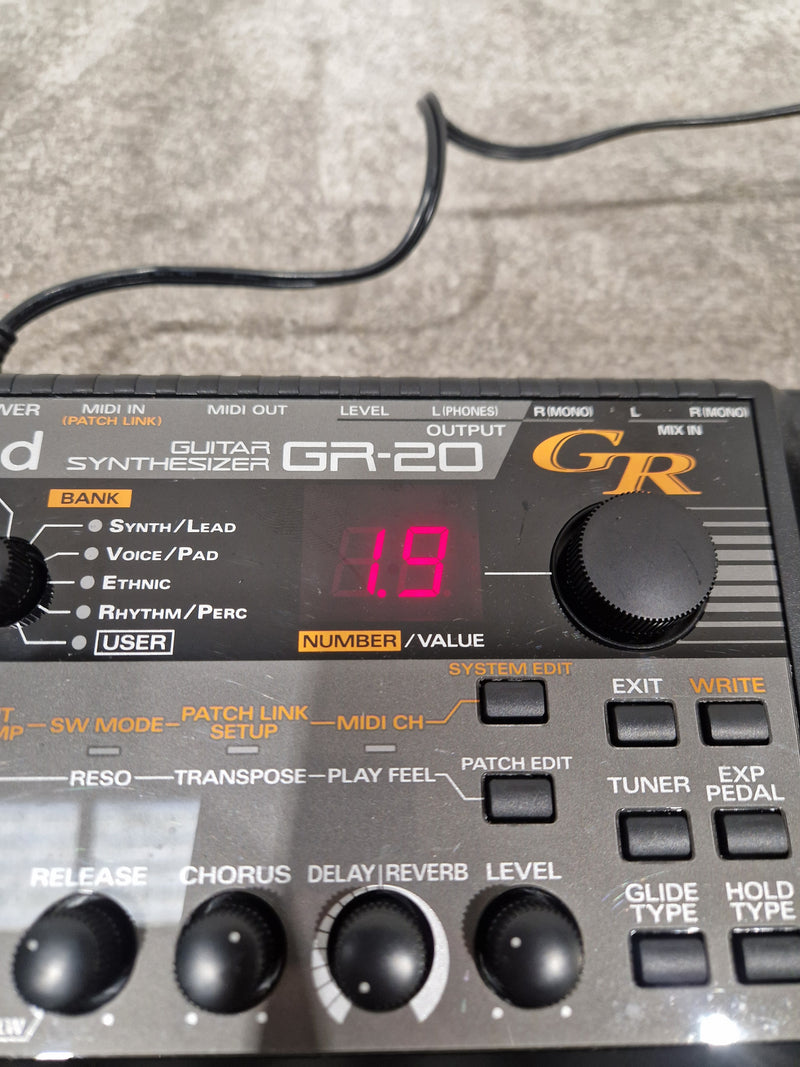 WER MIDI IN MIDI OUT LEVEL L(PHONES) R(MONO) L R(MONO)
(PATCH LINK) OUTPUT MIX IN
d GUITAR SYNTHESIZER GR-20 GR
BANK
SYNTH/LEAD
VOICE/PAD
ETHNIC
RHYTHM/PERC
USER
1.9
NUMBER/VALUE
SYSTEM EDIT
EXIT WRITE
MP SW MODE PATCH LINK SETUP MIDI CH
RESO TRANSPOSE PLAY FEEL PATCH EDIT
TUNER EXP PEDAL
RELEASE CHORUS DELAY|REVERB LEVEL
GLIDE TYPE HOLD TYPE